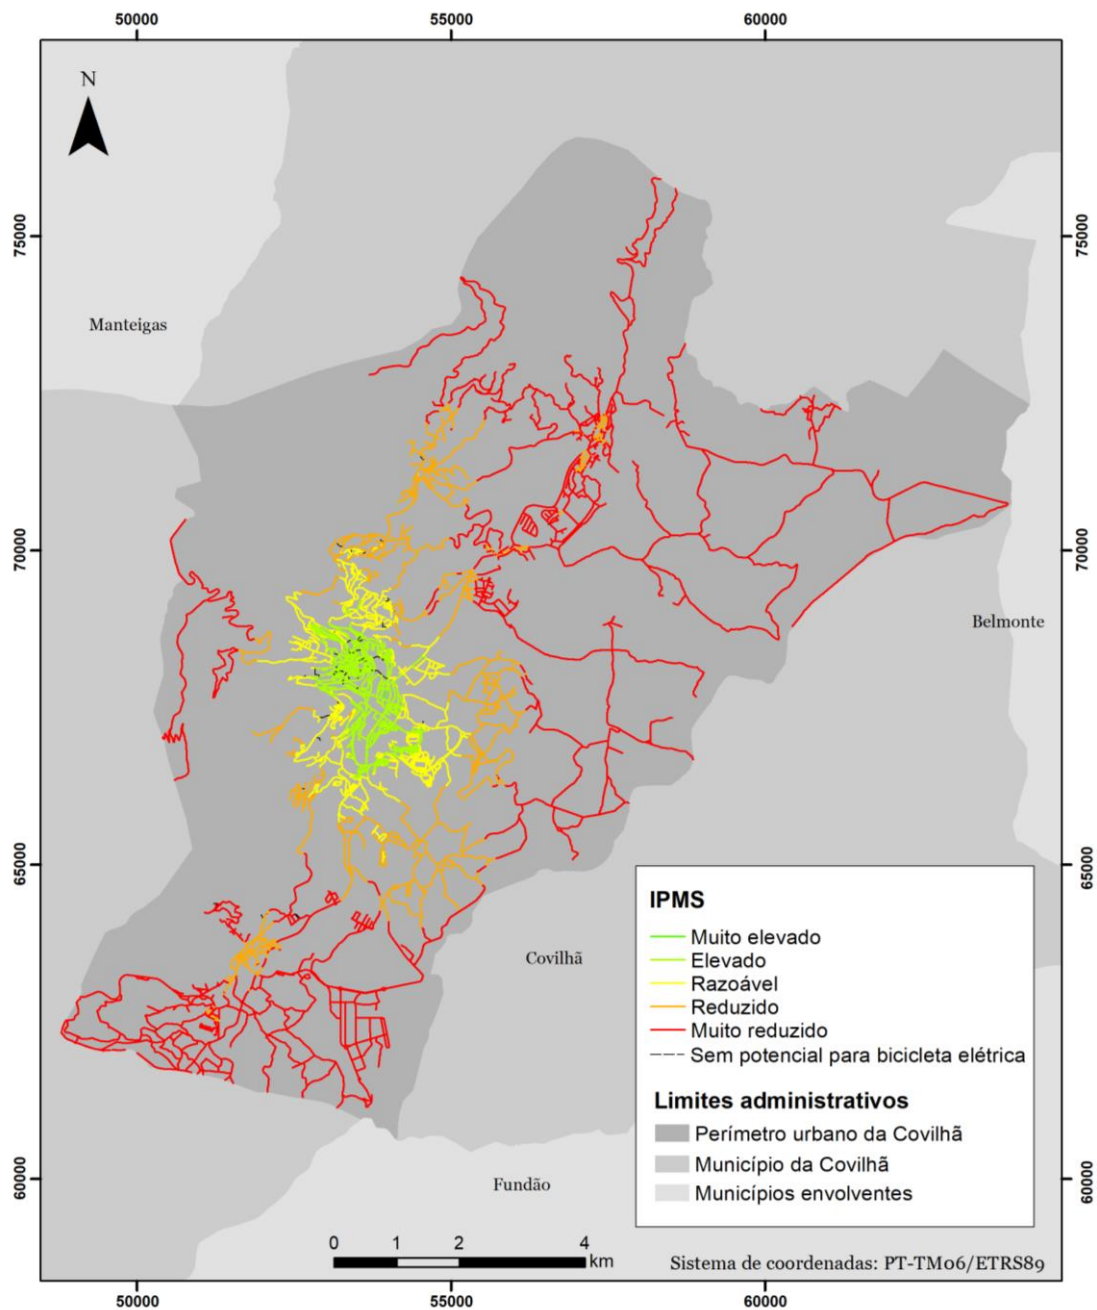 50000 55000 60000
N
75000 75000
Manteigas
70000 70000
Belmonte
65000 65000
IPMS
Muito elevado
Elevado
Razoável
Reduzido
Muito reduzido
Sem potencial para bicicleta elétrica
Limites administrativos
Perímetro urbano da Covilhã
Município da Covilhã
Municípios envolventes
Covilhã
60000 60000
Fundão
0 1 2 4
km
Sistema de coordenadas: PT-TM06/ETRS89
50000 55000 60000